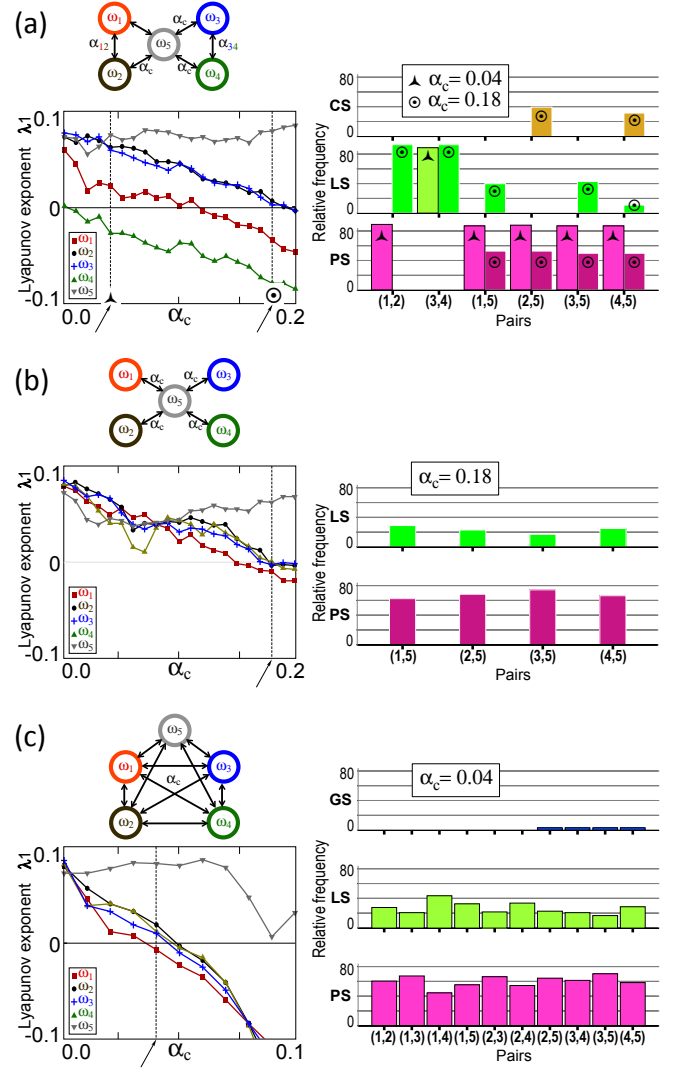 (a)
ω1 αc ω3
α12 ω5 α34
ω2 αc αc ω4
Lyapunov exponent λ1
0.1
0
-0.1
ω1
ω2
ω3
ω4
ω5
0.0 αc 0.2
αc = 0.04
αc = 0.18
Relative frequency
80
CS
0
80
LS
0
80
PS
0
(1,2) (3,4) (1,5) (2,5) (3,5) (4,5)
Pairs
(b)
ω1 αc αc ω3
ω5
ω2 αc αc ω4
Lyapunov exponent λ1
0.1
0
-0.1
ω1
ω2
ω3
ω4
ω5
0.0 αc 0.2
αc = 0.18
Relative frequency
80
LS
0
80
PS
0
(1,5) (2,5) (3,5) (4,5)
Pairs
(c)
ω5
ω1 αc ω3
ω2 ω4
Lyapunov exponent λ1
0.1
0
-0.1
ω1
ω2
ω3
ω4
ω5
0.0 αc 0.1
αc = 0.04
Relative frequency
80
GS
0
80
LS
0
80
PS
0
(1,2) (1,3) (1,4) (1,5) (2,3) (2,4) (2,5) (3,4) (3,5) (4,5)
Pairs